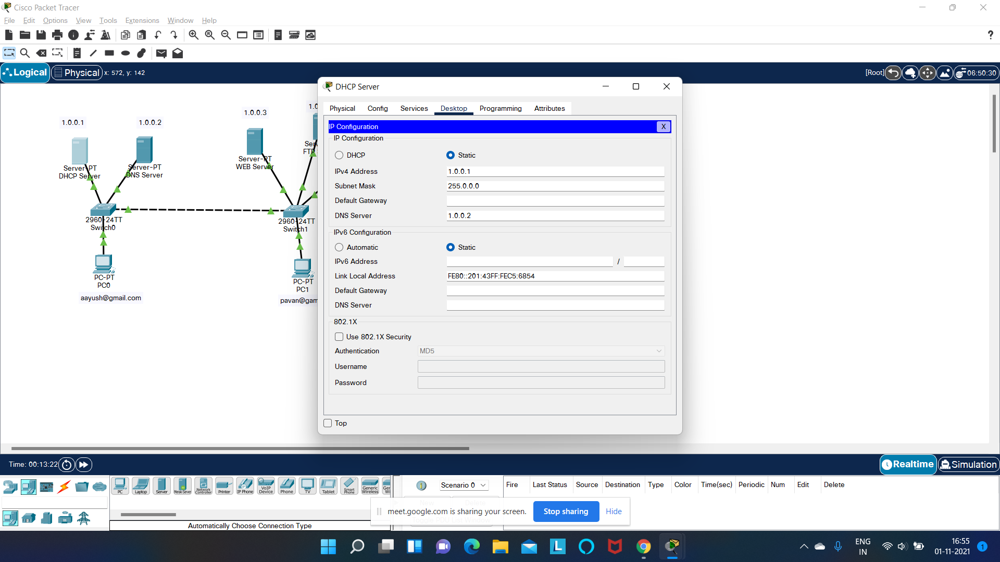 Cisco Packet Tracer
File Edit Options View Tools Extensions Window Help
Logical Physical x: 572, y: 142
[Root] 06:50:30
DHCP Server
Physical Config Services Desktop Programming Attributes
IP Configuration X
IP Configuration
DHCP Static
IPv4 Address 1.0.0.1
Subnet Mask 255.0.0.0
Default Gateway
DNS Server 1.0.0.2
IPv6 Configuration
Automatic Static
IPv6 Address /
Link Local Address FE80::201:43FF:FEC5:6854
Default Gateway
DNS Server
802.1X
Use 802.1X Security
Authentication MD5
Username
Password
Top
1.0.0.1
1.0.0.2
1.0.0.3
1.0
Server-PT
DHCP Server
Server-PT
DNS Server
Server-PT
WEB Server
Serv
FTP
2960-24TT
Switch0
2960-24TT
Switch1
PC-PT
PC0
PC-PT
PC1
aayush@gmail.com
pavan@gam
Time: 00:13:22
Realtime Simulation
PC Laptop Server Meraki Server Network Controller Printer IP Phone VoIP Device Phone TV Tablet Smart Phone Generic Wireless
Automatically Choose Connection Type
Scenario 0
New Delete
Toggle PDU List Window
Fire Last Status Source Destination Type Color Time(sec) Periodic Num Edit Delete
meet.google.com is sharing your screen. Stop sharing Hide
ENG
IN
16:55
01-11-2021
1